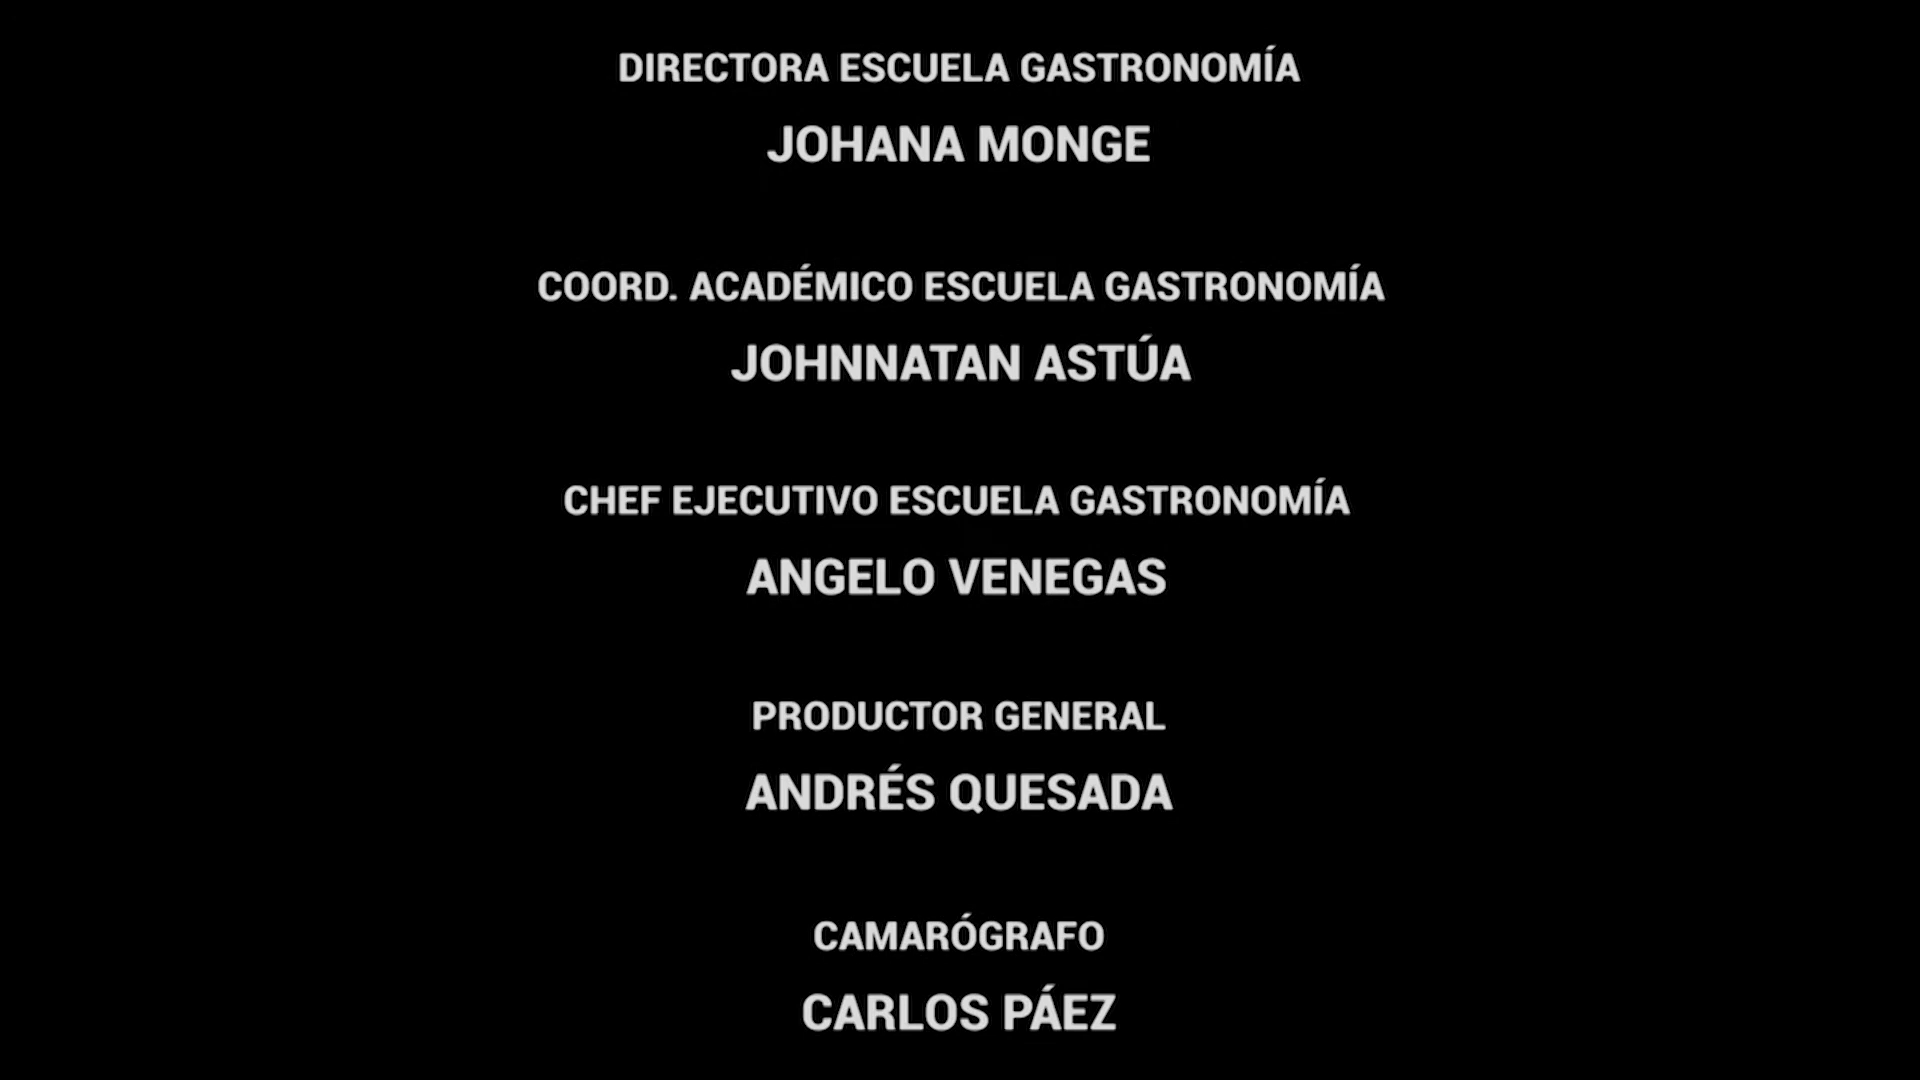 DIRECTORA ESCUELA GASTRONOMÍA
JOHANA MONGE
COORD. ACADÉMICO ESCUELA GASTRONOMÍA
JOHNNATAN ASTÚA
CHEF EJECUTIVO ESCUELA GASTRONOMÍA
ANGELO VENEGAS
PRODUCTOR GENERAL
ANDRÉS QUESADA
CAMARÓGRAFO
CARLOS PÁEZ